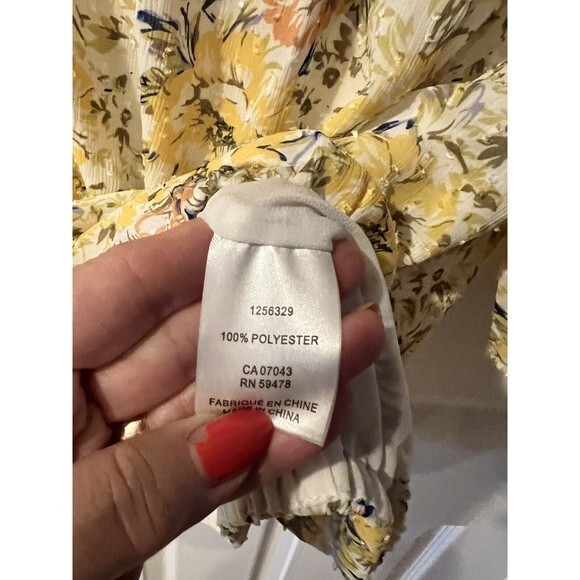 1256329
100% POLYESTER
CA 07043
RN 59478
FABRIQUE EN CHINE
MADE IN CHINA